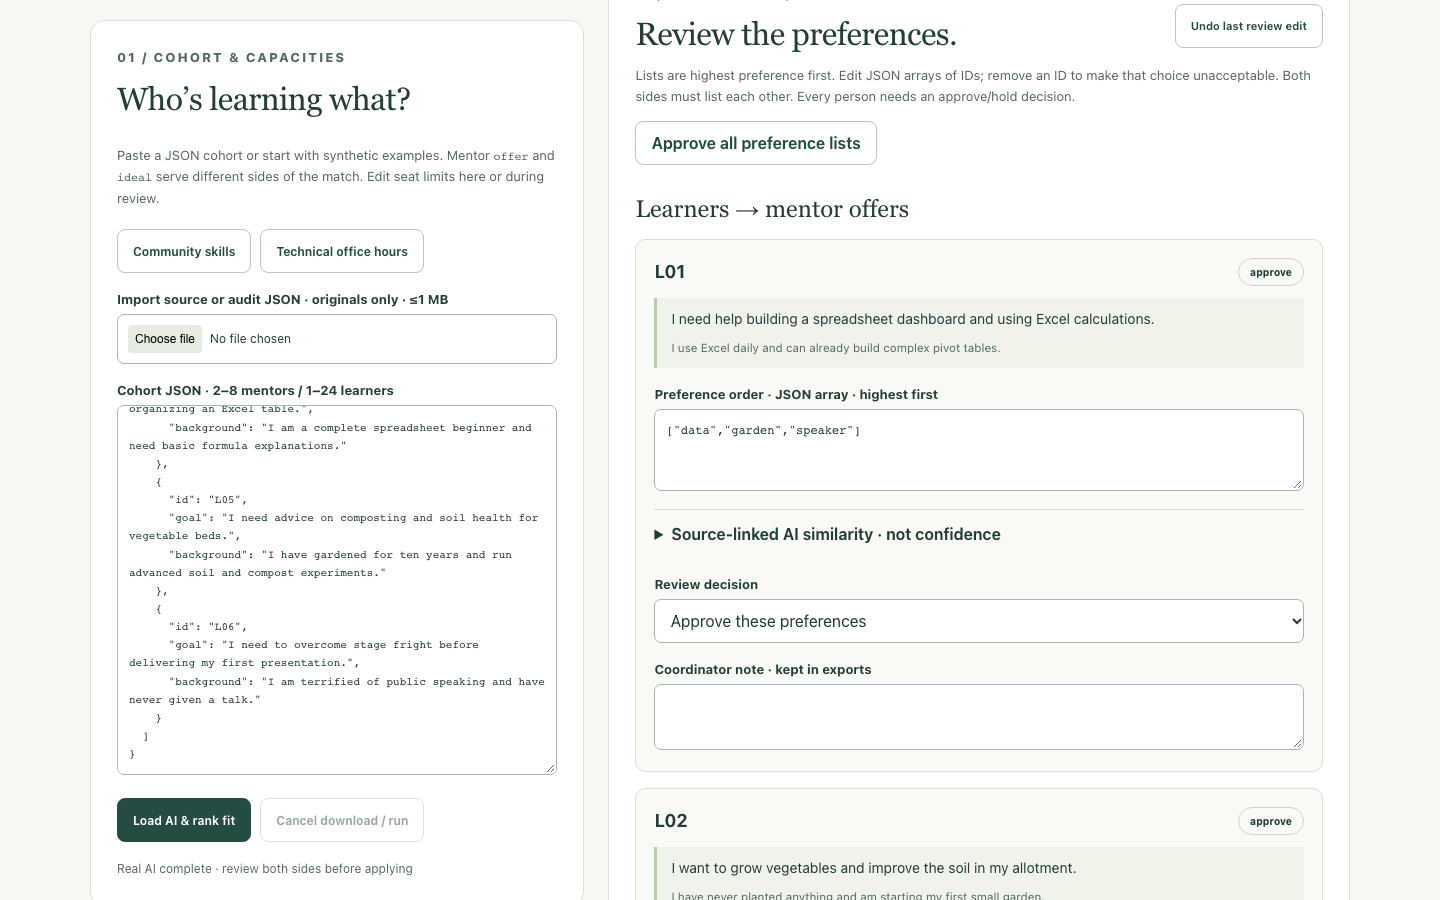 01 / COHORT & CAPACITIES
Who’s learning what?
Paste a JSON cohort or start with synthetic examples. Mentor offer and
ideal serve different sides of the match. Edit seat limits here or during
review.
Community skills
Technical office hours
Import source or audit JSON · originals only · ≤1 MB
Choose file No file chosen
Cohort JSON · 2–8 mentors / 1–24 learners
organizing an Excel table.",
"background": "I am a complete spreadsheet beginner and
need basic formula explanations."
},
{
"id": "L05",
"goal": "I need advice on composting and soil health for
vegetable beds.",
"background": "I have gardened for ten years and run
advanced soil and compost experiments."
},
{
"id": "L06",
"goal": "I need to overcome stage fright before
delivering my first presentation.",
"background": "I am terrified of public speaking and have
never given a talk."
}
]
}
Load AI & rank fit
Cancel download / run
Real AI complete · review both sides before applying
Review the preferences.
Undo last review edit
Lists are highest preference first. Edit JSON arrays of IDs; remove an ID to make that choice unacceptable. Both
sides must list each other. Every person needs an approve/hold decision.
Approve all preference lists
Learners → mentor offers
L01
approve
I need help building a spreadsheet dashboard and using Excel calculations.
I use Excel daily and can already build complex pivot tables.
Preference order · JSON array · highest first
["data","garden","speaker"]
Source-linked AI similarity · not confidence
Review decision
Approve these preferences
Coordinator note · kept in exports
L02
approve
I want to grow vegetables and improve the soil in my allotment.
I have never planted anything and am starting my first small garden.